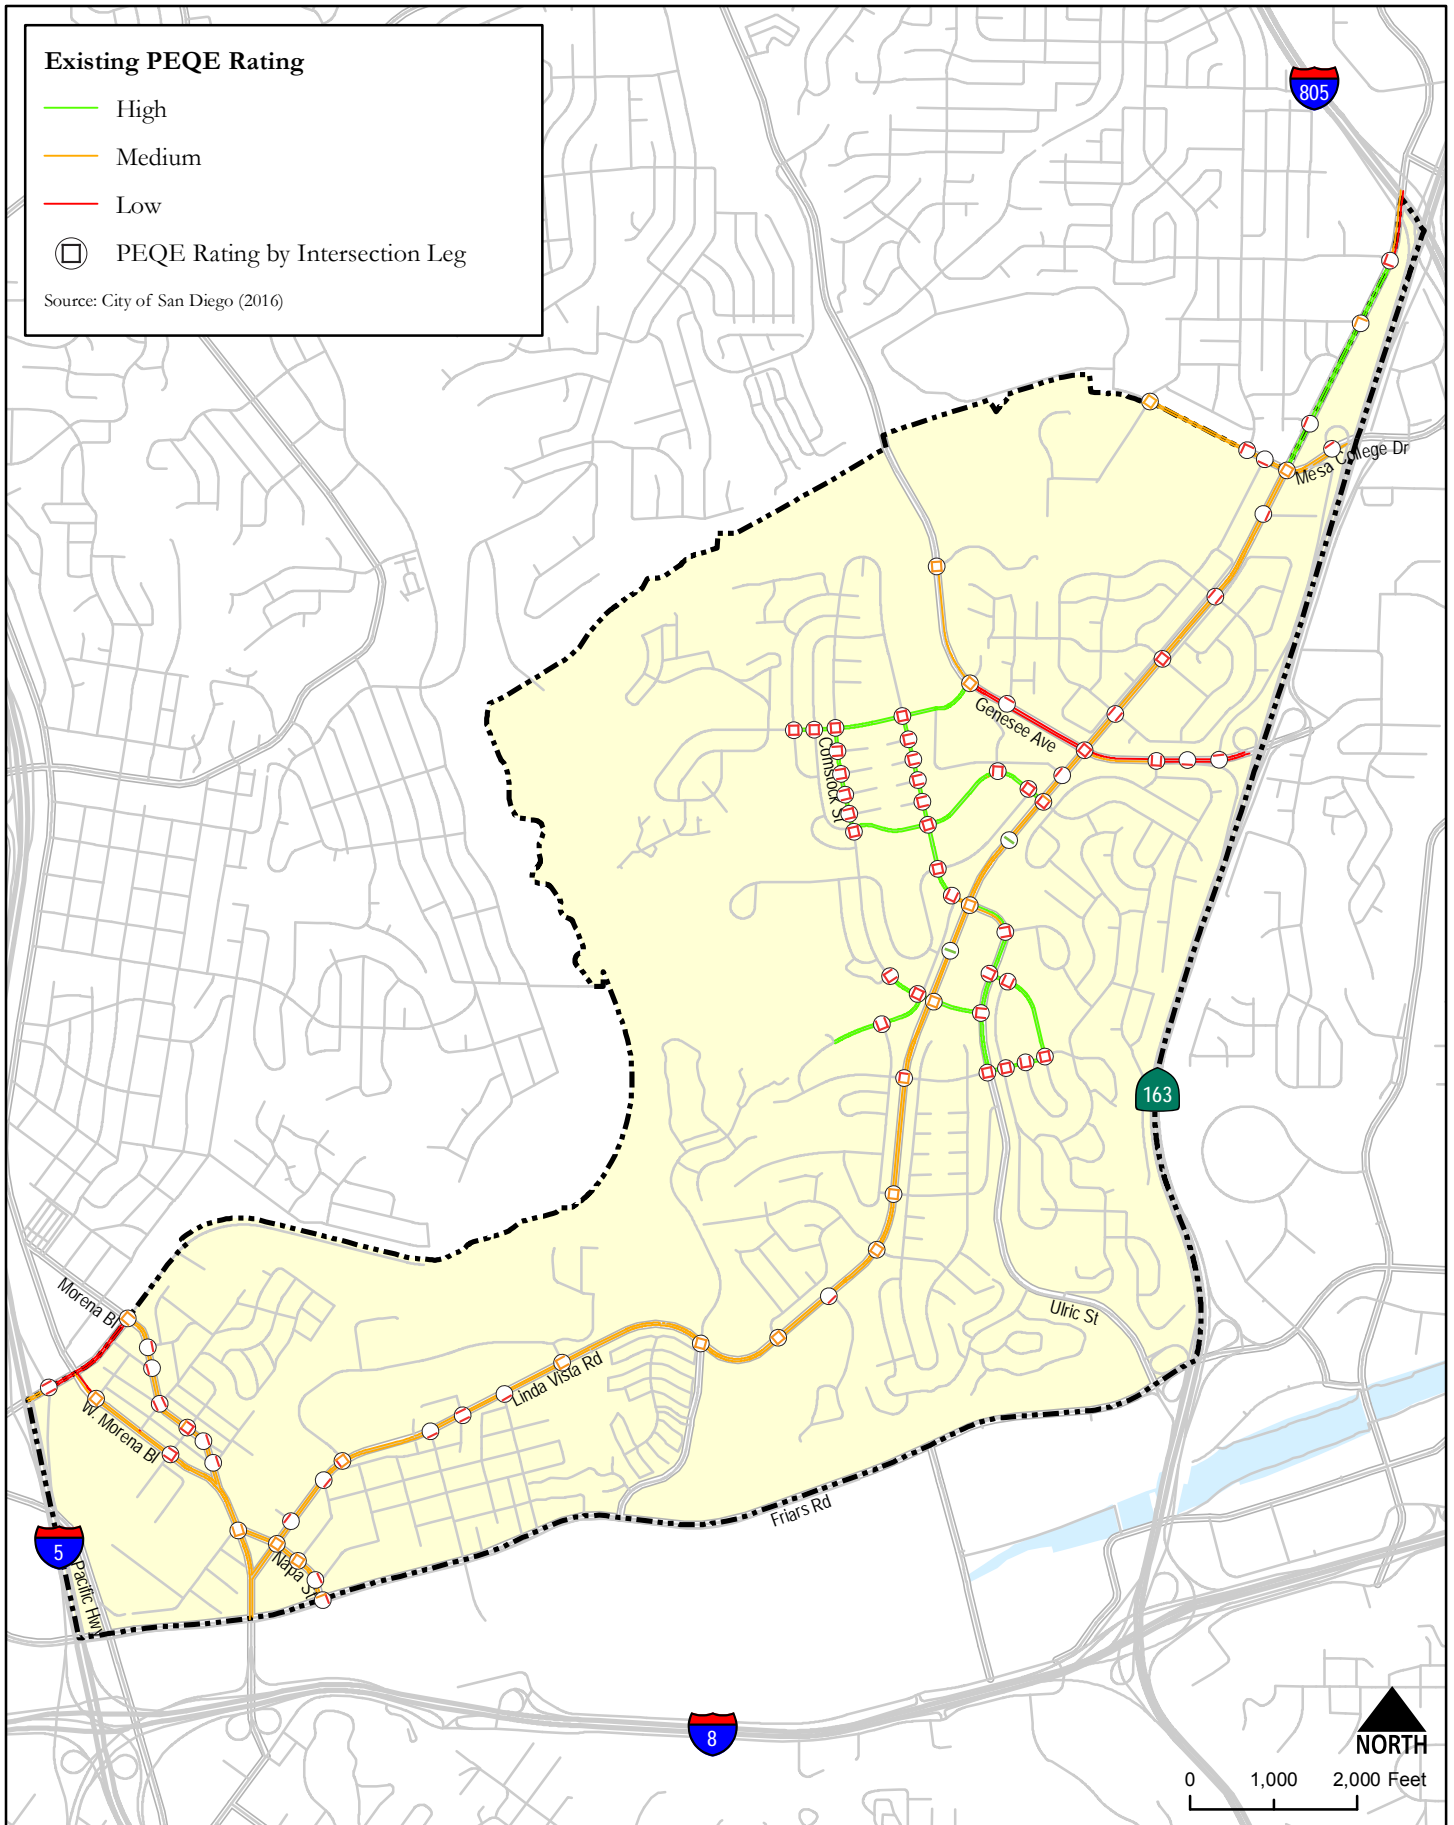 Existing PEQE Rating
High
Medium
Low
PEQE Rating by Intersection Leg
Source: City of San Diego (2016)
805
Mesa College Dr
Genesee Ave
Comstock St
163
Ulric St
Morena Bl
Linda Vista Rd
W. Morena Bl
Friars Rd
5
Napa St
Pacific Hwy
8
NORTH
0 1,000 2,000 Feet